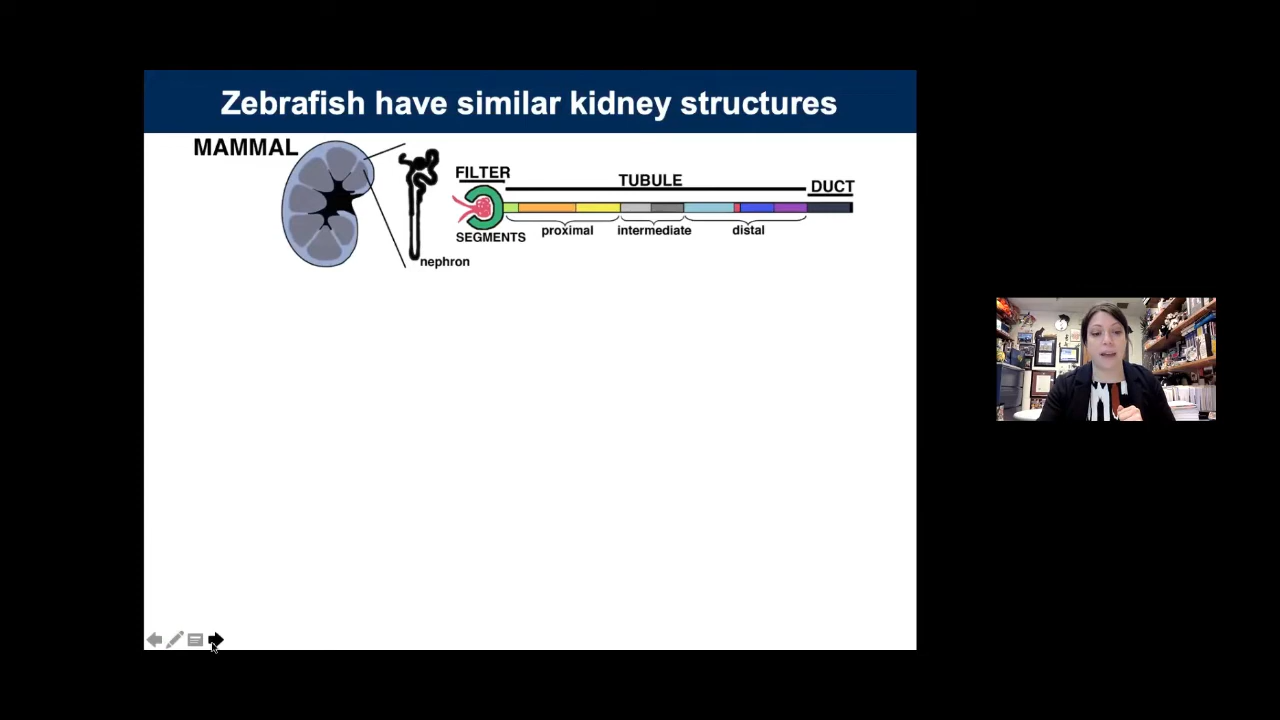 Zebrafish have similar kidney structures
MAMMAL
nephron
FILTER
TUBULE
DUCT
SEGMENTS
proximal
intermediate
distal